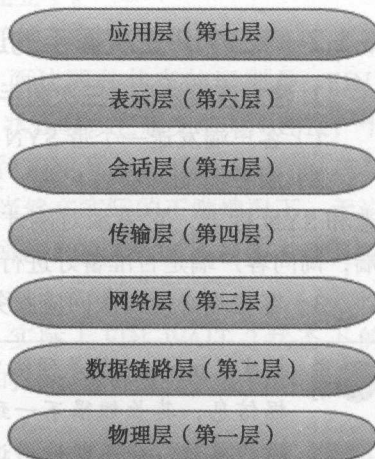 应用层（第七层）
表示层（第六层）
会话层（第五层）
传输层（第四层）
网络层（第三层）
数据链路层（第二层）
物理层（第一层）